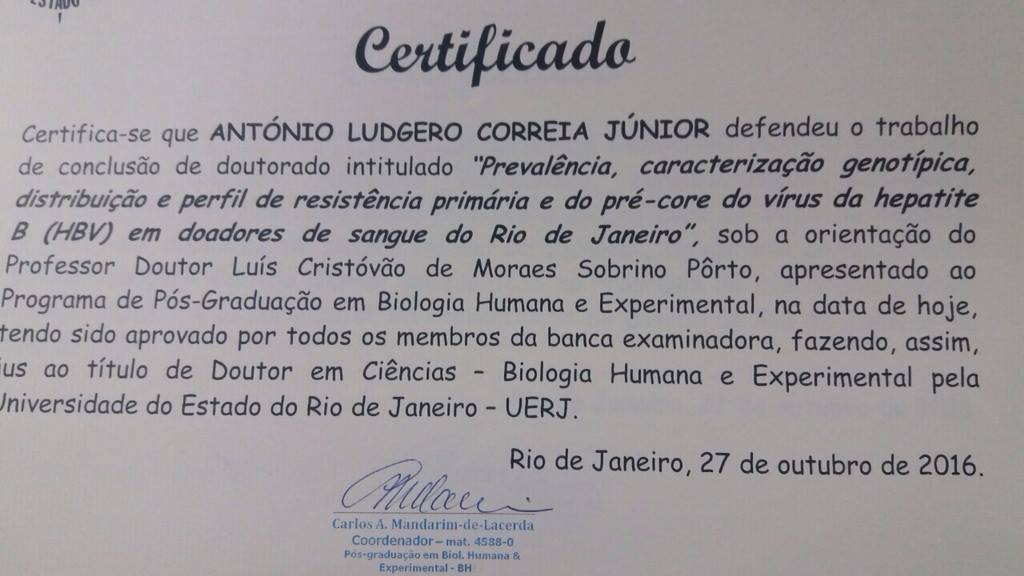 ESTADO
Certificado
Certifica-se que ANTÓNIO LUDGERO CORREIA JÚNIOR defendeu o trabalho
de conclusão de doutorado intitulado "Prevalência, caracterização genotípica,
distribuição e perfil de resistência primária e do pré-core do vírus da hepatite
B (HBV) em doadores de sangue do Rio de Janeiro", sob a orientação do
Professor Doutor Luís Cristóvão de Moraes Sobrino Pôrto, apresentado ao
Programa de Pós-Graduação em Biologia Humana e Experimental, na data de hoje,
tendo sido aprovado por todos os membros da banca examinadora, fazendo, assim,
jus ao título de Doutor em Ciências - Biologia Humana e Experimental pela
Universidade do Estado do Rio de Janeiro - UERJ.
Rio de Janeiro, 27 de outubro de 2016.
Carlos A. Mandarim-de-Lacerda
Coordenador - mat. 4588-0
Pós-graduação em Biol. Humana &
Experimental - BH